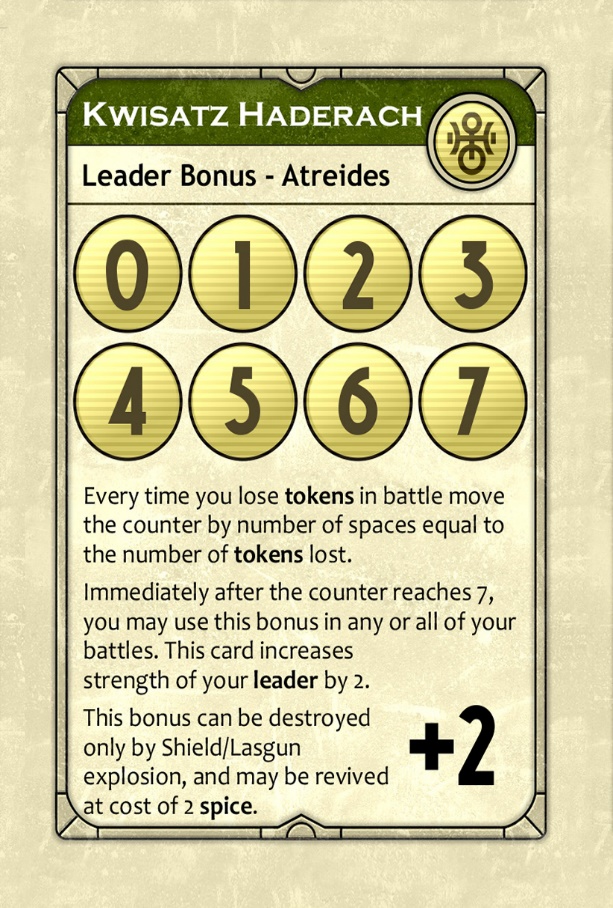 Kwisatz Haderach
Leader Bonus - Atreides
0 1 2 3
4 5 6 7
Every time you lose tokens in battle move
the counter by number of spaces equal to
the number of tokens lost.
Immediately after the counter reaches 7,
you may use this bonus in any or all of your
battles. This card increases
strength of your leader by 2.
This bonus can be destroyed
only by Shield/Lasgun
explosion, and may be revived
at cost of 2 spice.
+2